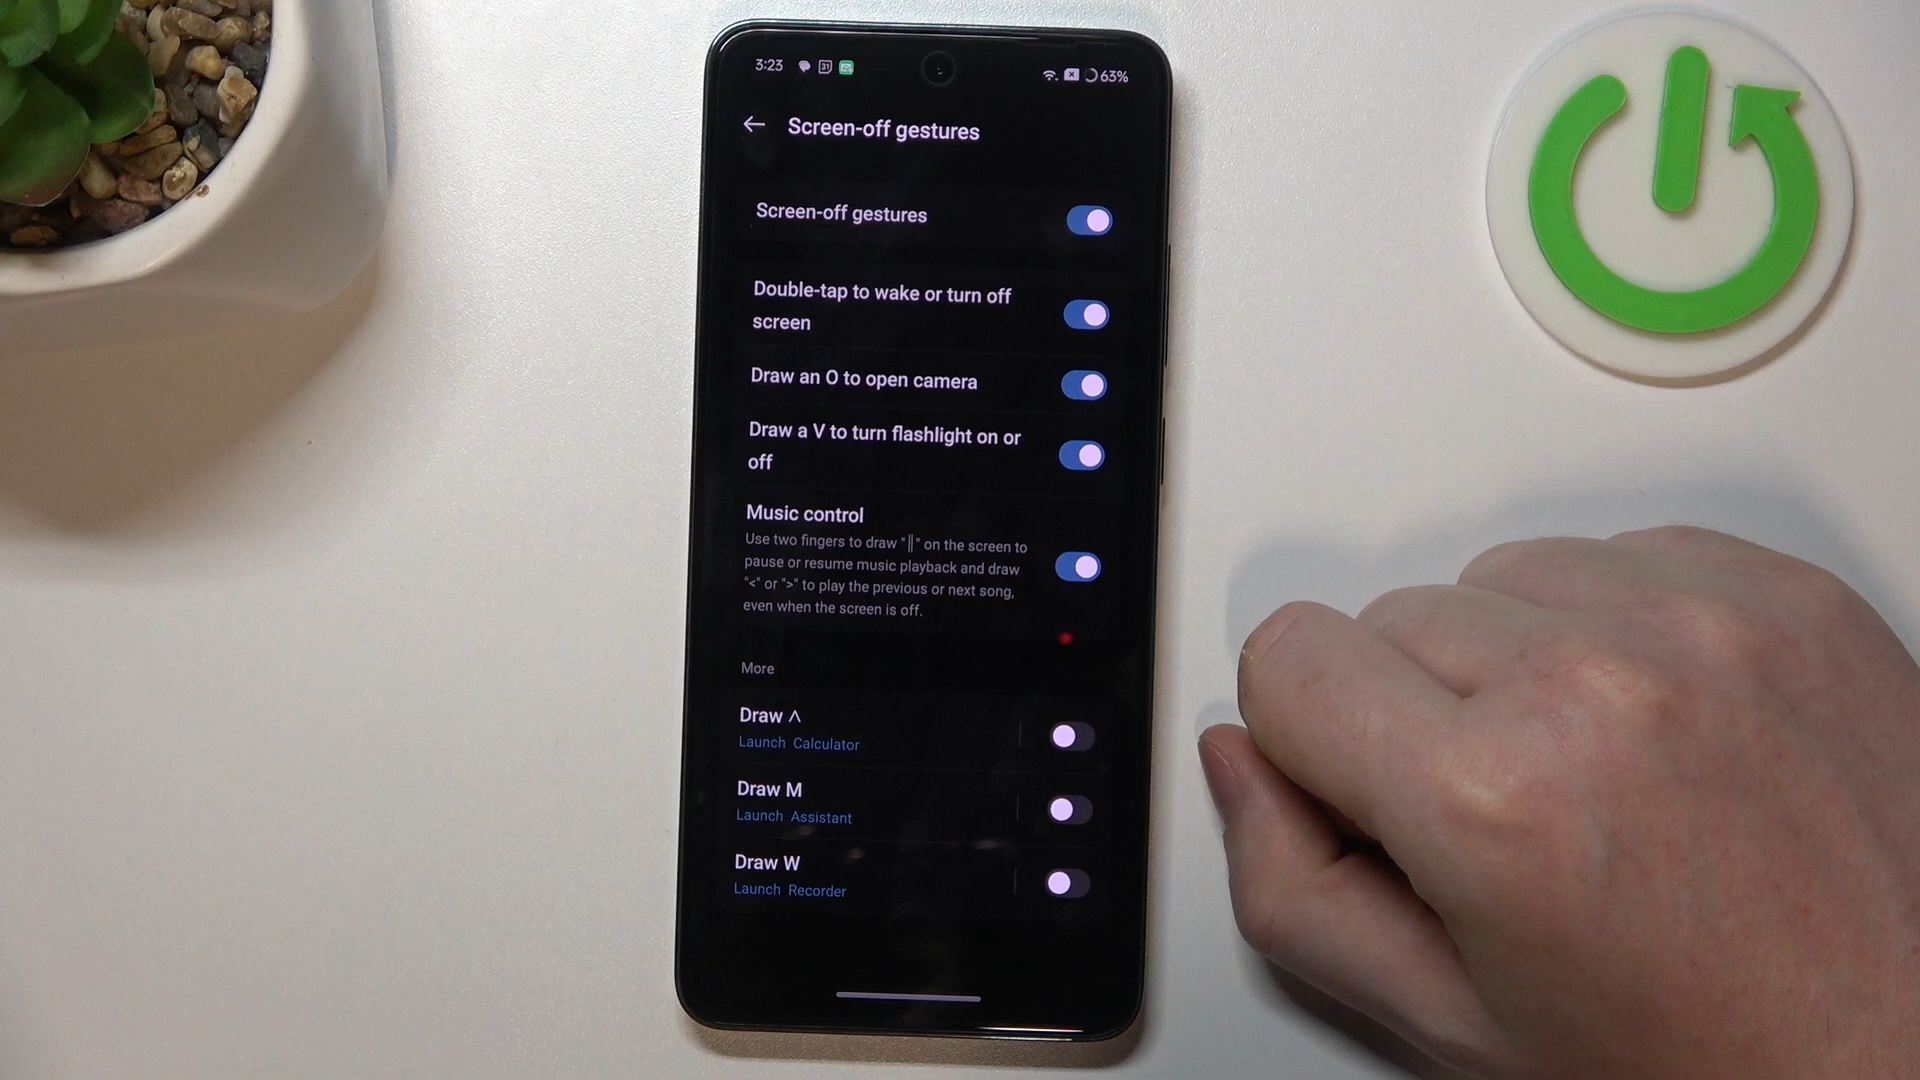 3:23 31 63%
Screen-off gestures
Screen-off gestures
Double-tap to wake or turn off
screen
Draw an O to open camera
Draw a V to turn flashlight on or
off
Music control
Use two fingers to draw "||" on the screen to
pause or resume music playback and draw
"<" or ">" to play the previous or next song,
even when the screen is off.
More
Draw ^
Launch Calculator
Draw M
Launch Assistant
Draw W
Launch Recorder